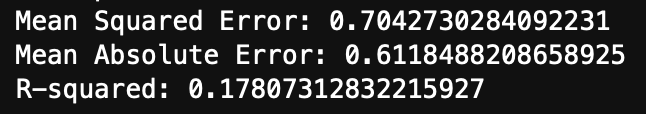 Mean Squared Error: 0.7042730284092231
Mean Absolute Error: 0.6118488208658925
R-squared: 0.17807312832215927